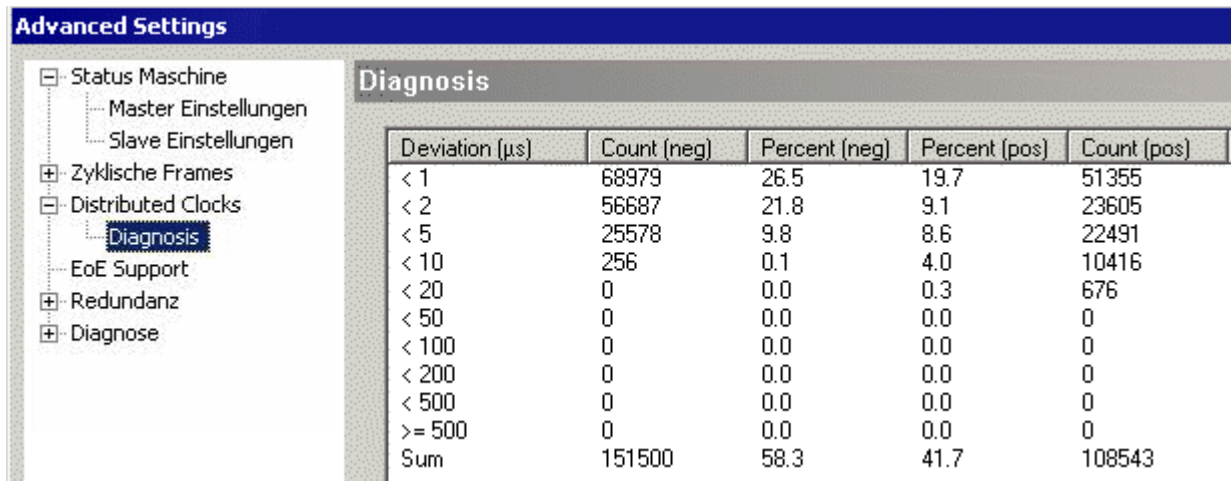 Advanced Settings
Status Maschine
Master Einstellungen
Slave Einstellungen
Zyklische Frames
Distributed Clocks
Diagnosis
EoE Support
Redundanz
Diagnose
Diagnosis
Deviation (µs) Count (neg) Percent (neg) Percent (pos) Count (pos)
< 1 68979 26.5 19.7 51355
< 2 56687 21.8 9.1 23605
< 5 25578 9.8 8.6 22491
< 10 256 0.1 4.0 10416
< 20 0 0.0 0.3 676
< 50 0 0.0 0.0 0
< 100 0 0.0 0.0 0
< 200 0 0.0 0.0 0
< 500 0 0.0 0.0 0
>= 500 0 0.0 0.0 0
Sum 151500 58.3 41.7 108543